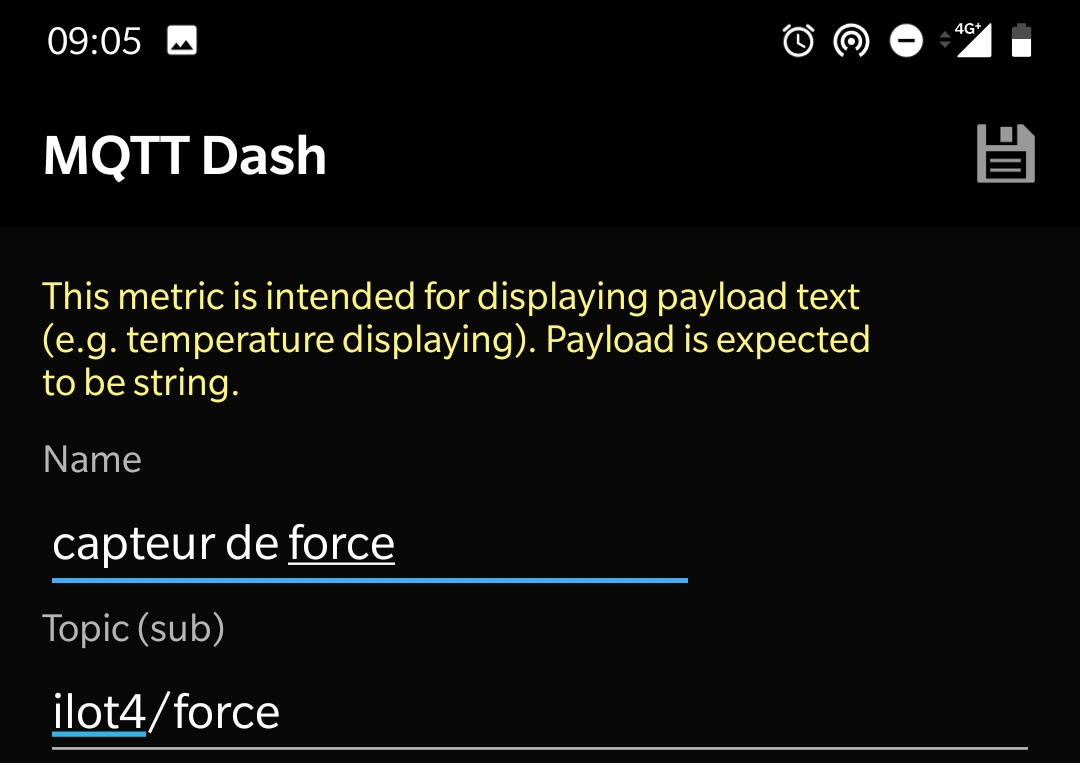 09:05
4G+
MQTT Dash
This metric is intended for displaying payload text
(e.g. temperature displaying). Payload is expected
to be string.
Name
capteur de force
Topic (sub)
ilot4/force